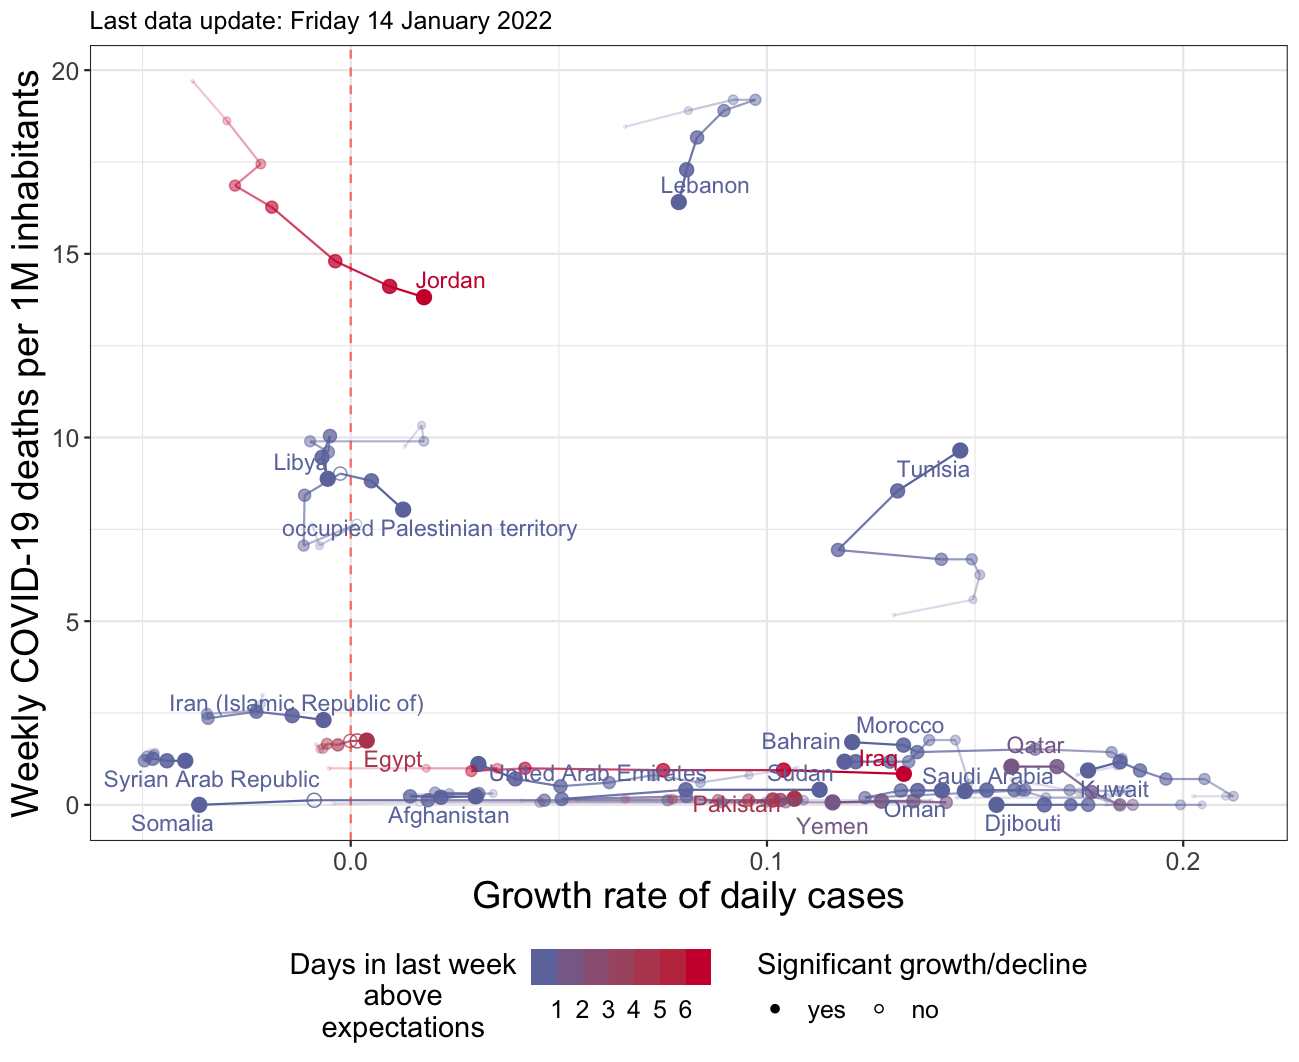 Last data update: Friday 14 January 2022
Weekly COVID-19 deaths per 1M inhabitants
20
15
10
5
0
Lebanon
Jordan
Libya
Tunisia
occupied Palestinian territory
Iran (Islamic Republic of)
Morocco
Bahrain
Qatar
Egypt
Iraq
Syrian Arab Republic
United Arab Emirates
Sudan
Saudi Arabia
Kuwait
Pakistan
Oman
Afghanistan
Somalia
Yemen
Djibouti
0.0
0.1
0.2
Growth rate of daily cases
Days in last week
above
expectations
1 2 3 4 5 6
Significant growth/decline
yes
no